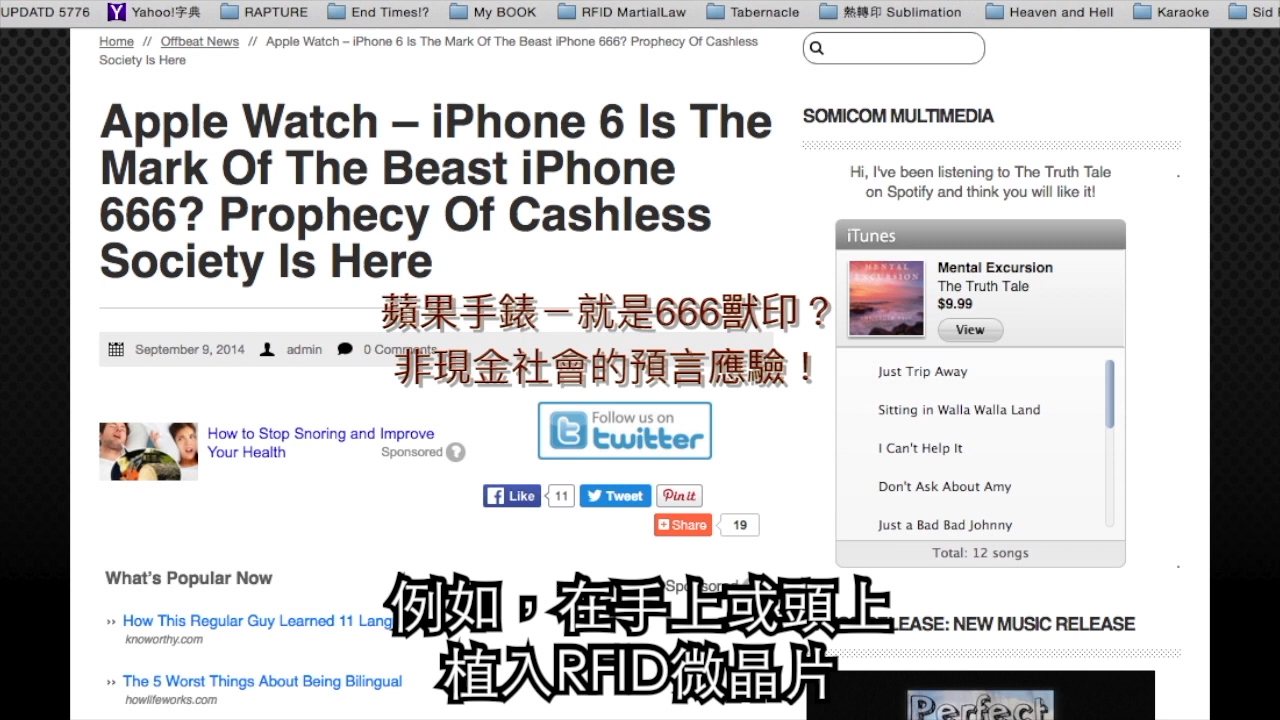 UPDATD 5776 Yahoo!字典 RAPTURE End Times!? My BOOK RFID MartialLaw Tabernacle 熱轉印 Sublimation Heaven and Hell Karaoke Sid
Home // Offbeat News // Apple Watch – iPhone 6 Is The Mark Of The Beast iPhone 666? Prophecy Of Cashless
Society Is Here
Apple Watch – iPhone 6 Is The
Mark Of The Beast iPhone
666? Prophecy Of Cashless
Society Is Here
蘋果手錶－就是666獸印？
September 9, 2014 admin 0 Comments
非現金社會的預言應驗！
How to Stop Snoring and Improve
Your Health
Sponsored ?
Follow us on
twitter
Like 11 Tweet Pin it
Share 19
What's Popular Now
Sponsored
›› How This Regular Guy Learned 11 Lang
knoworthy.com
›› The 5 Worst Things About Being Bilingual
howlifeworks.com
例如，在手上或頭上
植入RFID微晶片
SOMICOM MULTIMEDIA
Hi, I've been listening to The Truth Tale
on Spotify and think you will like it!
iTunes
MENTAL
EXCURSION
Mental Excursion
The Truth Tale
$9.99
View
Just Trip Away
Sitting in Walla Walla Land
I Can't Help It
Don't Ask About Amy
Just a Bad Bad Johnny
Total: 12 songs
ELEASE: NEW MUSIC RELEASE
Perfect